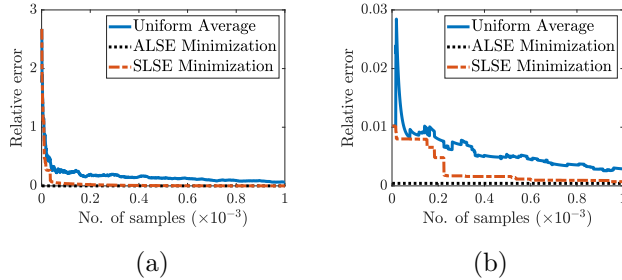 3
2
1
0
Relative error
Uniform Average
ALSE Minimization
SLSE Minimization
0 0.2 0.4 0.6 0.8 1
No. of samples (×10⁻³)
(a)
0.03
0.02
0.01
0
Relative error
Uniform Average
ALSE Minimization
SLSE Minimization
0 0.2 0.4 0.6 0.8 1
No. of samples (×10⁻³)
(b)